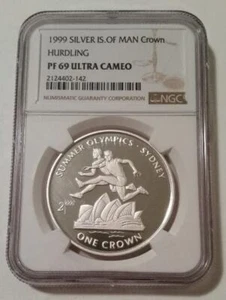 1999 SILVER IS.OF MAN Crown
HURDLING
PF 69 ULTRA CAMEO
2124402-142
NUMISMATIC GUARANTY CORPORATION
NGC
SUMMER OLYMPICS - SYDNEY
2000
ONE CROWN